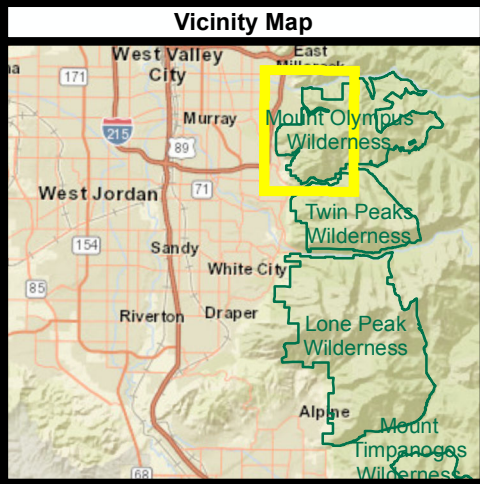 Vicinity Map
West Valley
City
East
Millcreek
171
Murray
Mount Olympus
Wilderness
215
89
West Jordan
71
Twin Peaks
Wilderness
154
Sandy
White City
85
Riverton
Draper
Lone Peak
Wilderness
Alpine
Mount
Timpanogos
Wilderness
68